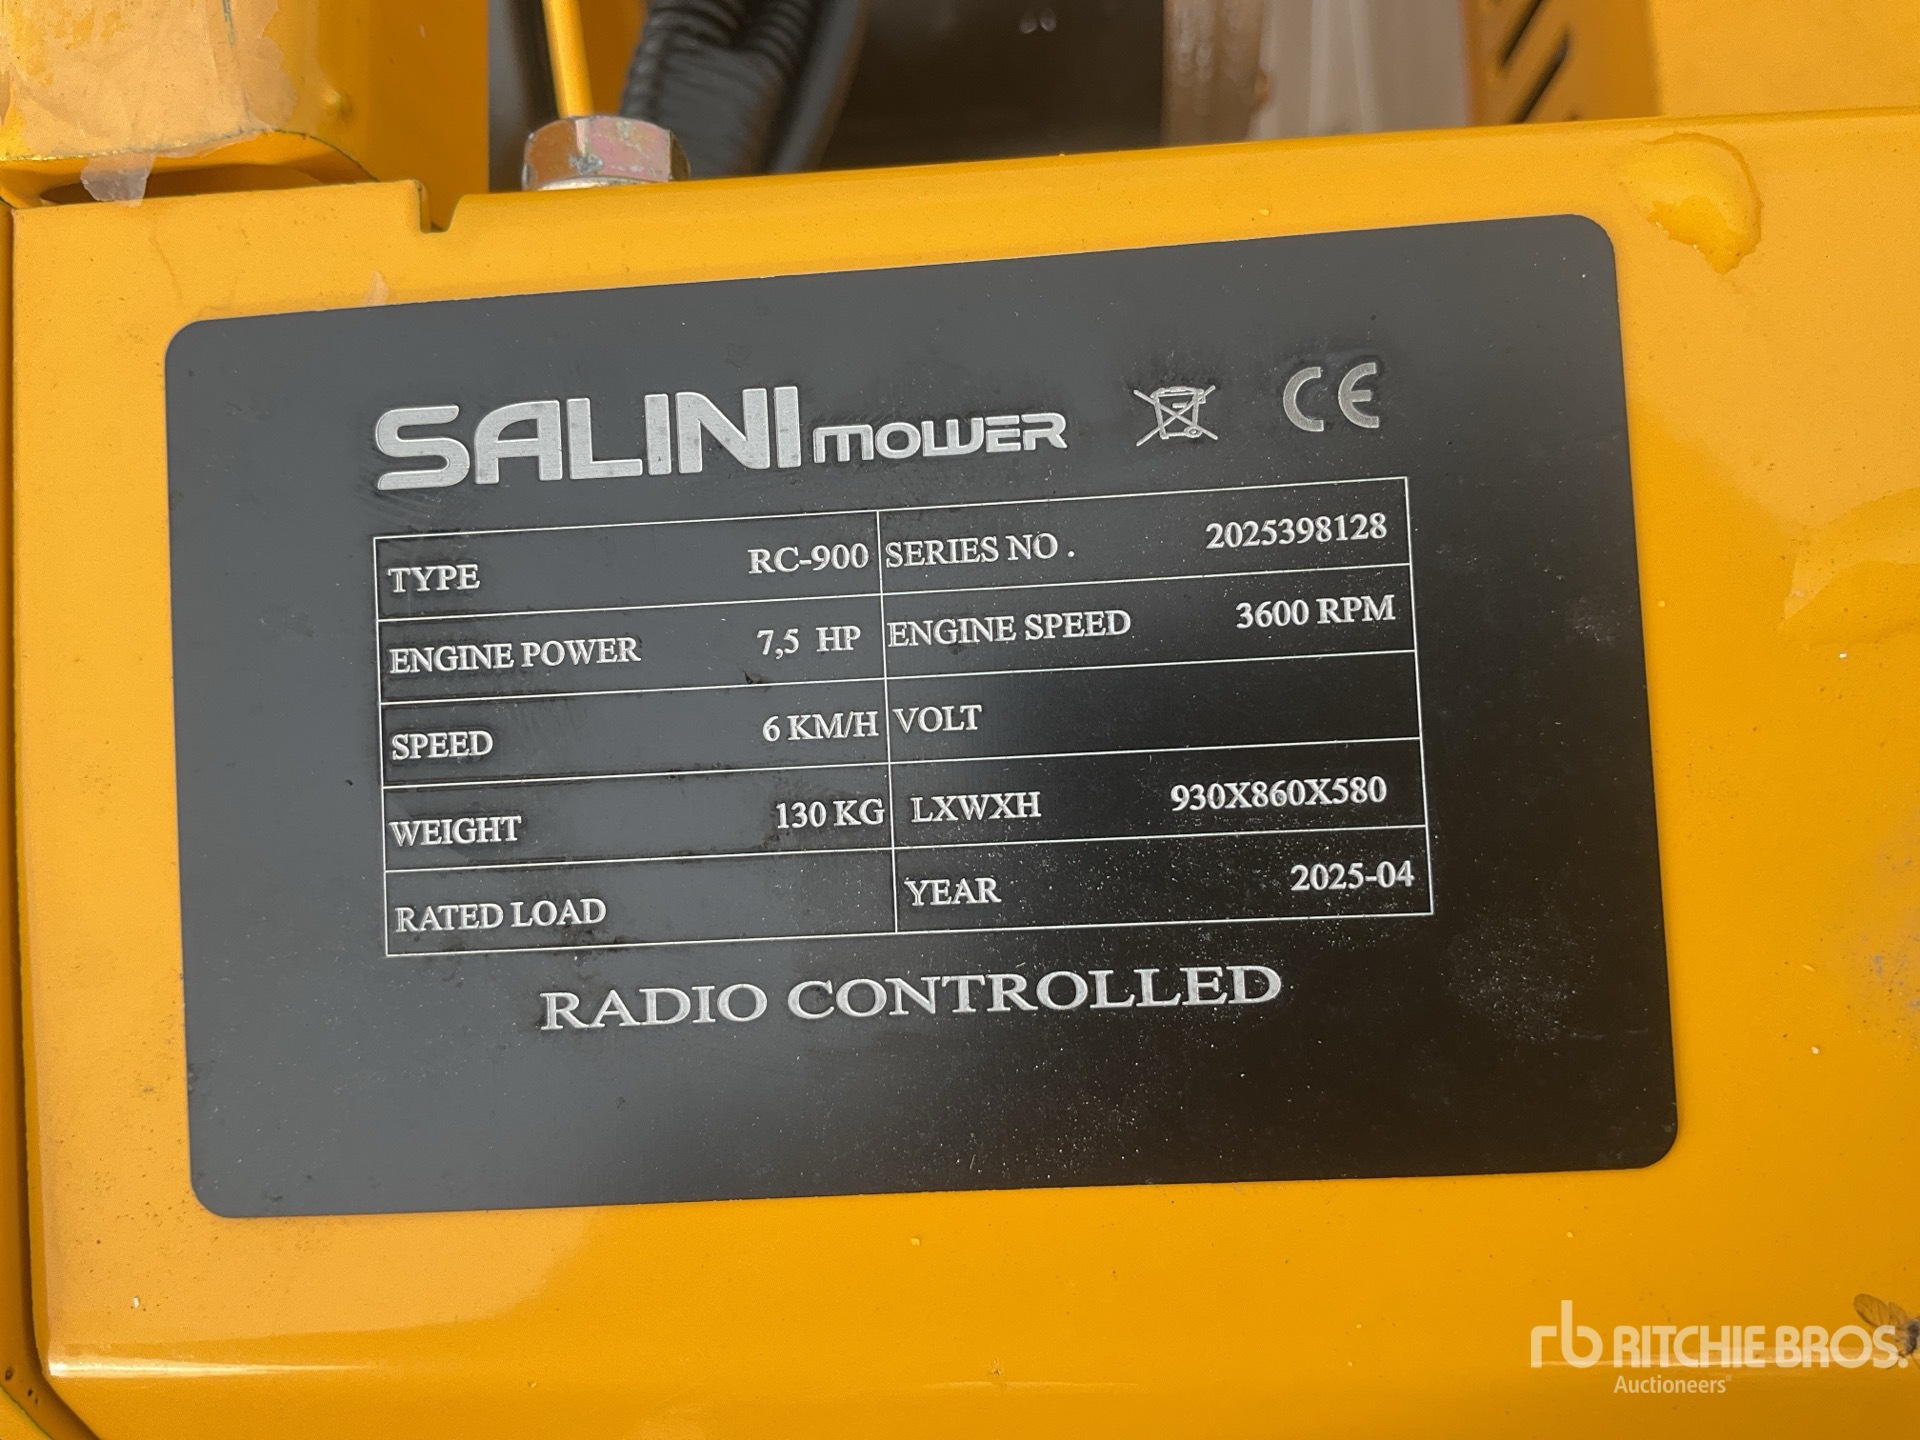 SALINI MOWER CE
TYPE RC-900 SERIES NO . 2025398128
ENGINE POWER 7,5 HP ENGINE SPEED 3600 RPM
SPEED 6 KM/H VOLT
WEIGHT 130 KG LXWXH 930X860X580
RATED LOAD YEAR 2025-04
RADIO CONTROLLED
rb RITCHIE BROS.
Auctioneers